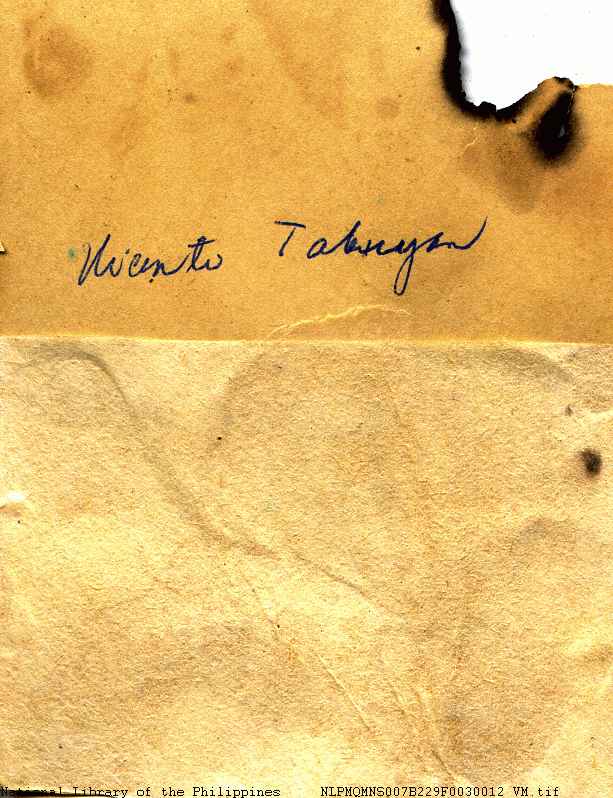 Vicente Tabuyan
National Library of the Philippines NLPMQMNS007B229F0030012 VM.tif